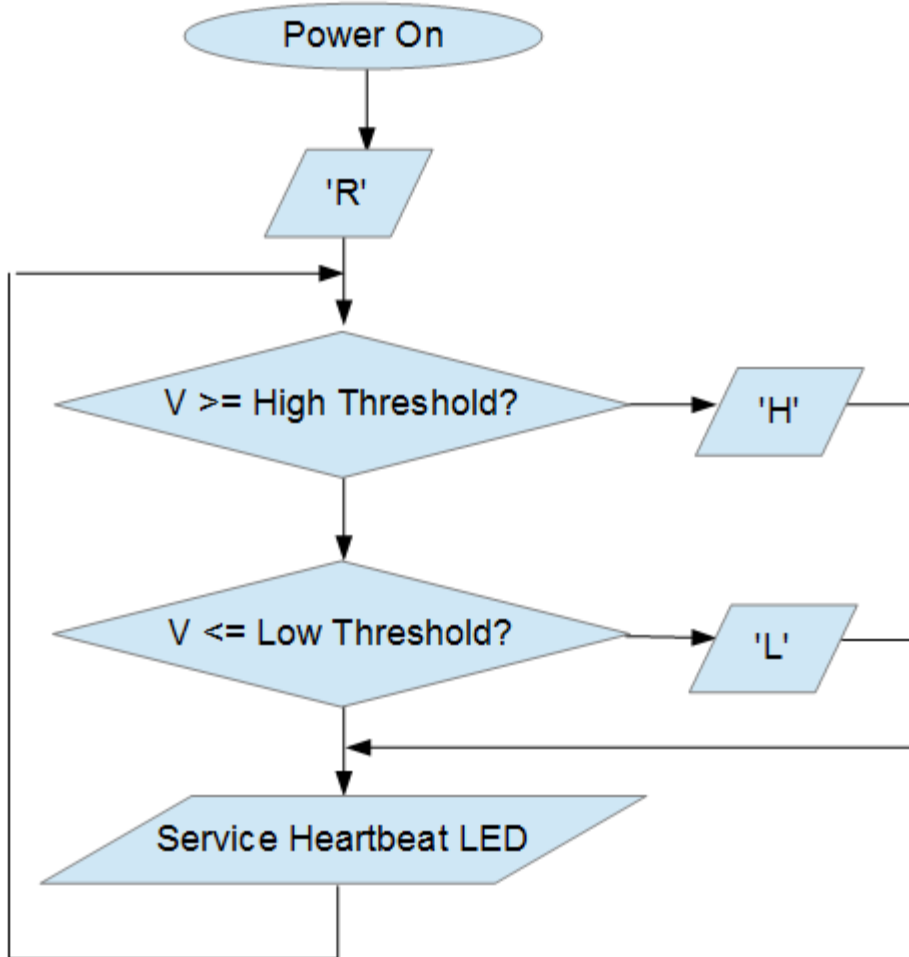 Power On
'R'
V >= High Threshold?
'H'
V <= Low Threshold?
'L'
Service Heartbeat LED